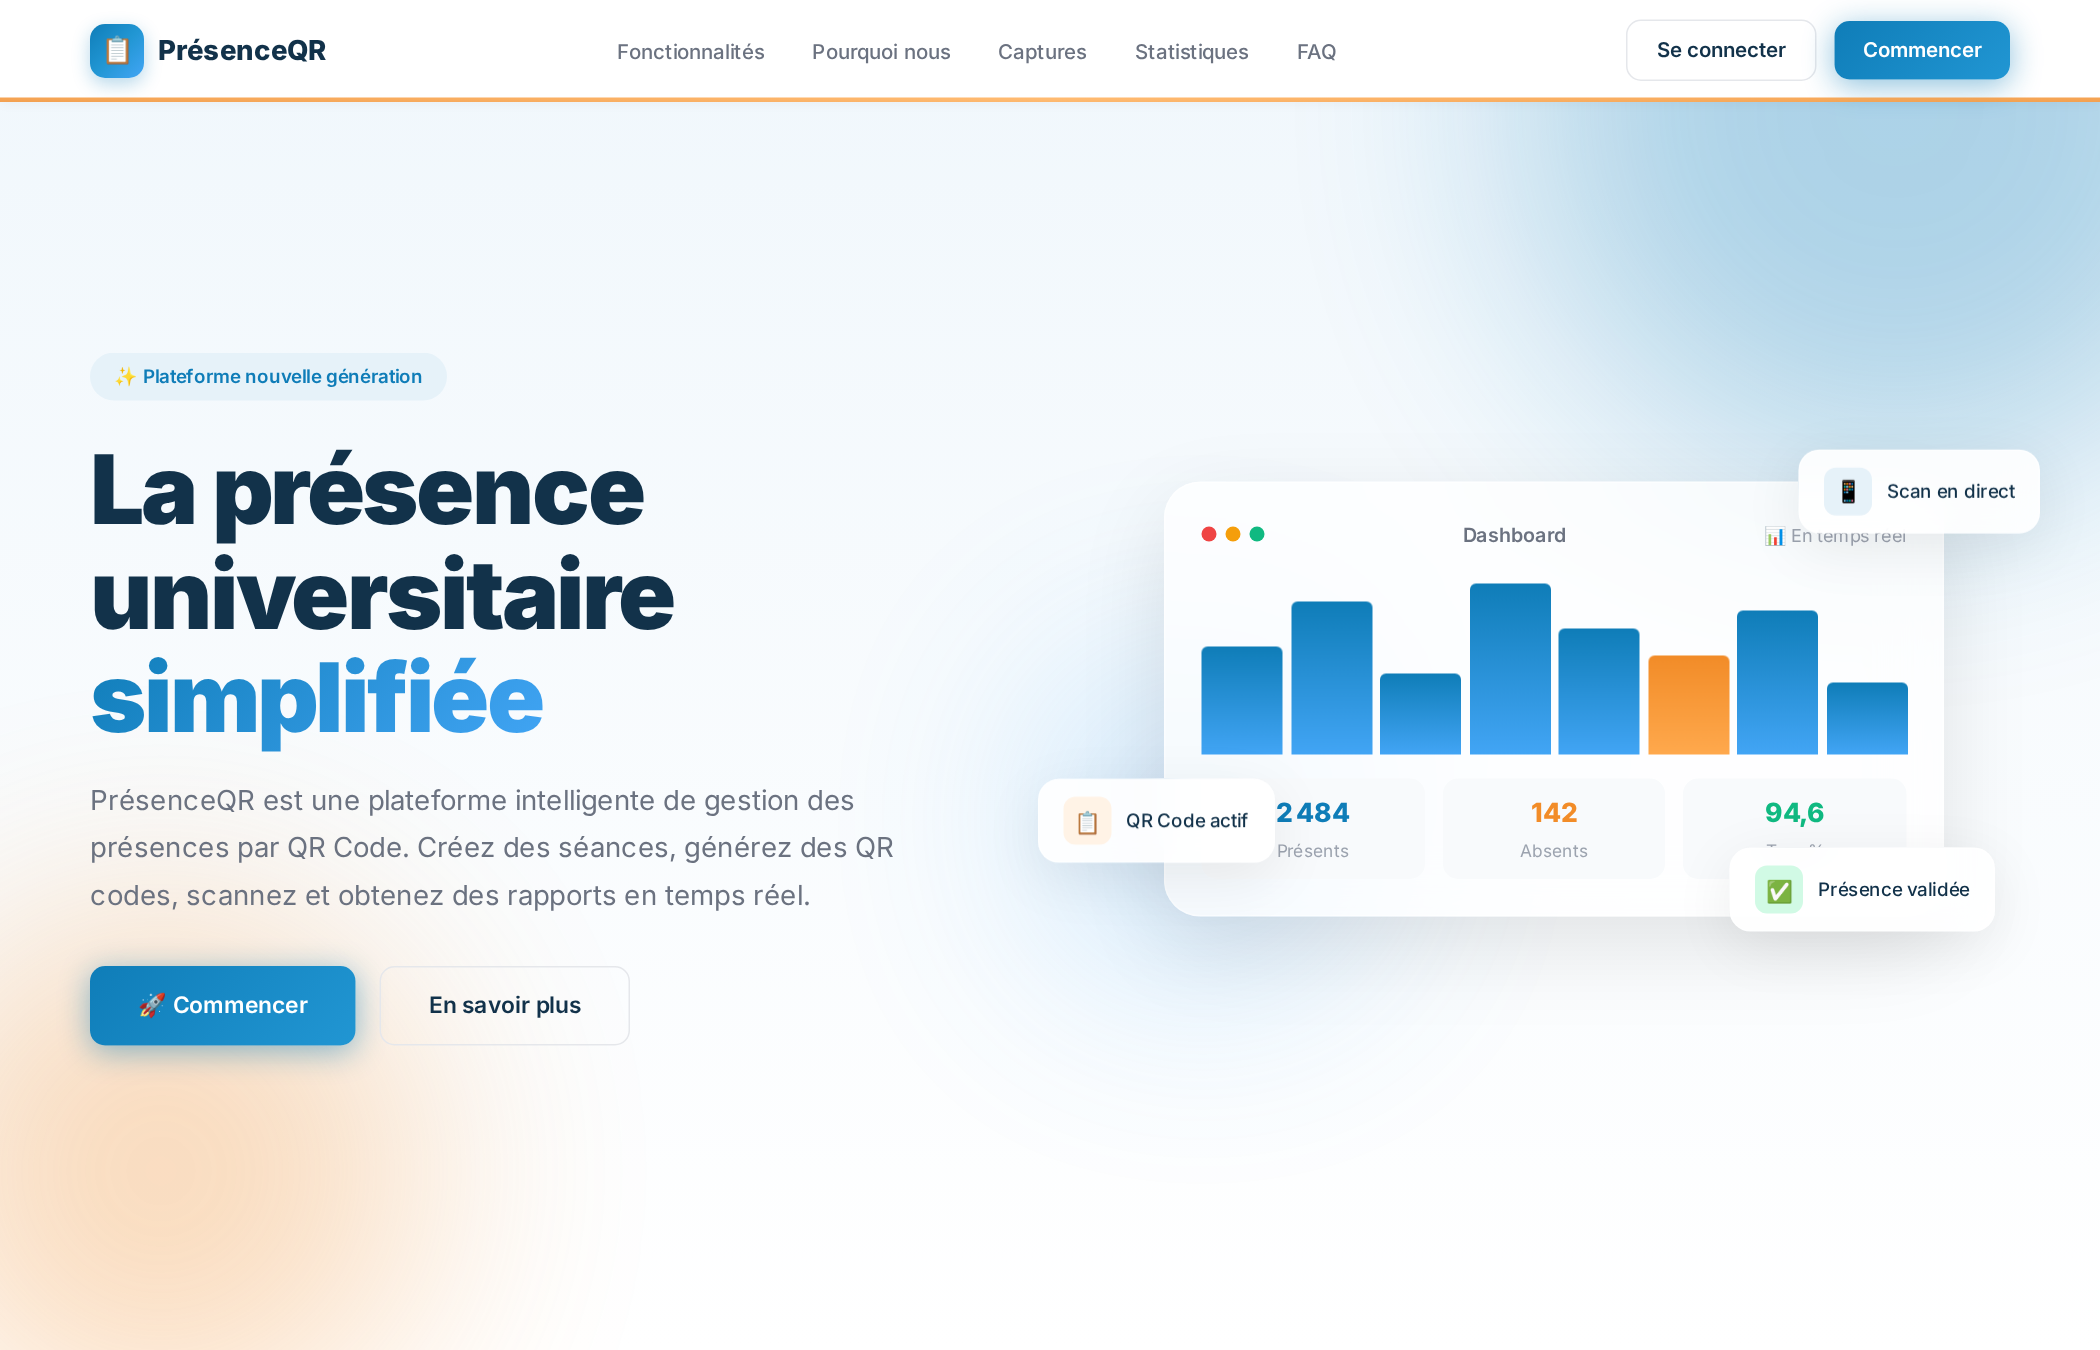 PrésenceQR
Fonctionnalités
Pourquoi nous
Captures
Statistiques
FAQ
Se connecter
Commencer
✨ Plateforme nouvelle génération
La présence
universitaire
simplifiée
PrésenceQR est une plateforme intelligente de gestion des
présences par QR Code. Créez des séances, générez des QR
codes, scannez et obtenez des rapports en temps réel.
🚀 Commencer
En savoir plus
Scan en direct
Dashboard
📊 En temps réel
QR Code actif
2 484
Présents
142
Absents
94,6
Présence validée